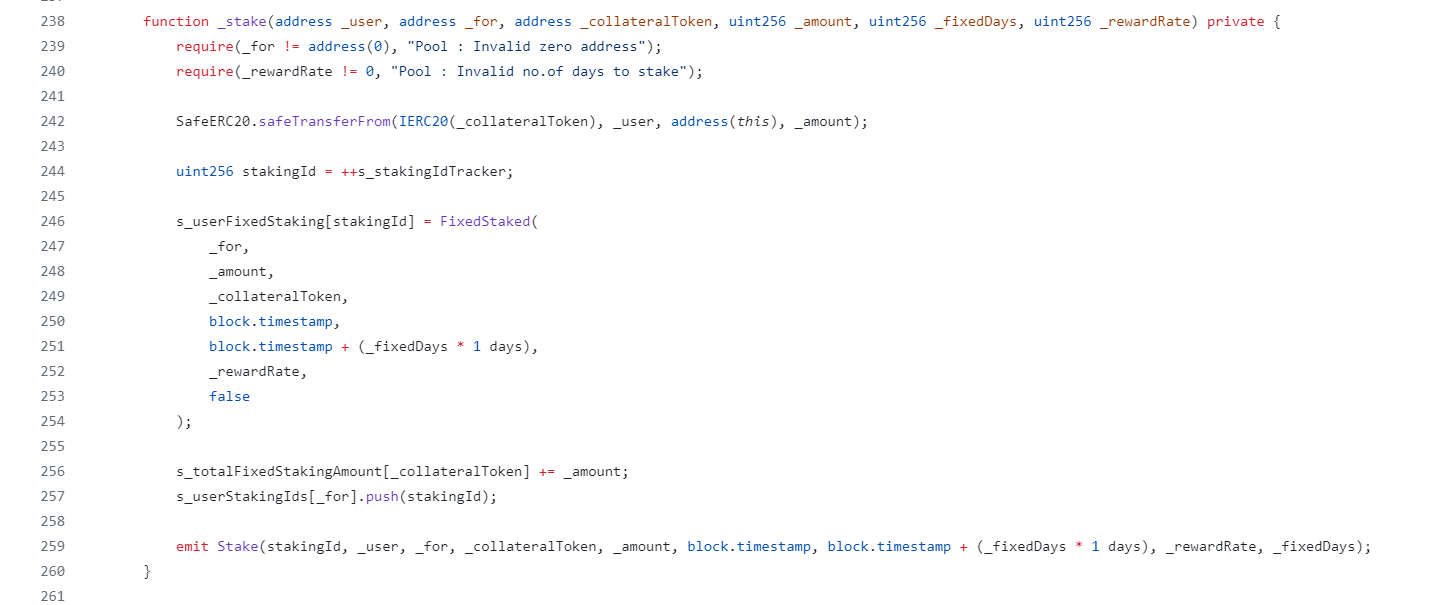 238 function _stake(address _user, address _for, address _collateralToken, uint256 _amount, uint256 _fixedDays, uint256 _rewardRate) private {
239 require(_for != address(0), "Pool : Invalid zero address");
240 require(_rewardRate != 0, "Pool : Invalid no.of days to stake");
241
242 SafeERC20.safeTransferFrom(IERC20(_collateralToken), _user, address(this), _amount);
243
244 uint256 stakingId = ++s_stakingIdTracker;
245
246 s_userFixedStaking[stakingId] = FixedStaked(
247 _for,
248 _amount,
249 _collateralToken,
250 block.timestamp,
251 block.timestamp + (_fixedDays * 1 days),
252 _rewardRate,
253 false
254 );
255
256 s_totalFixedStakingAmount[_collateralToken] += _amount;
257 s_userStakingIds[_for].push(stakingId);
258
259 emit Stake(stakingId, _user, _for, _collateralToken, _amount, block.timestamp, block.timestamp + (_fixedDays * 1 days), _rewardRate, _fixedDays);
260 }
261